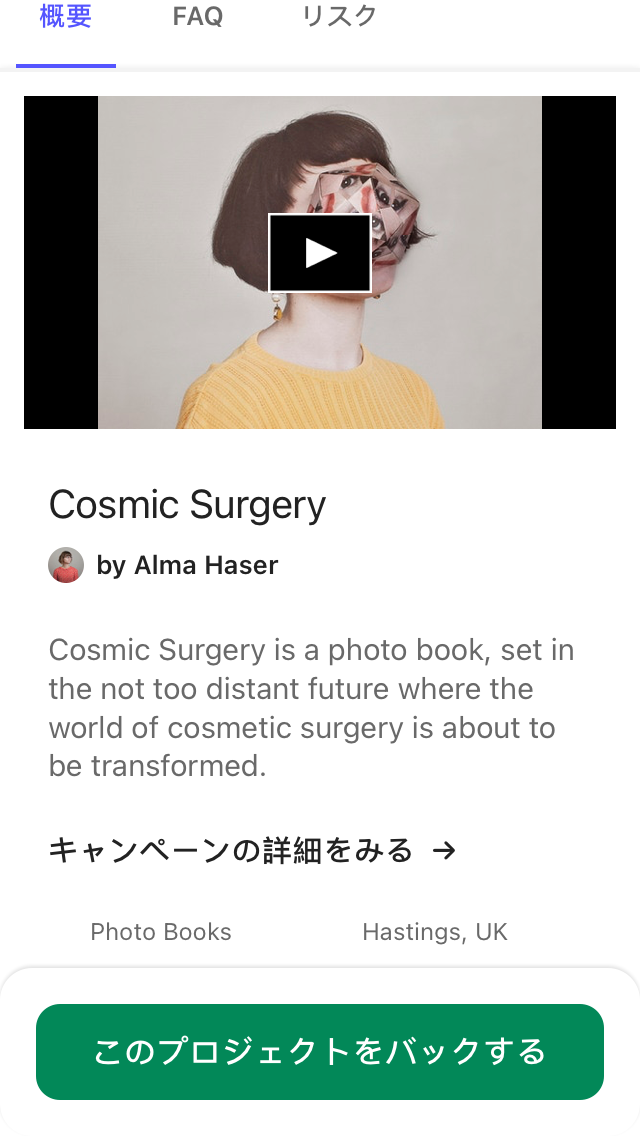 概要
FAQ
リスク
Cosmic Surgery
by Alma Haser
Cosmic Surgery is a photo book, set in
the not too distant future where the
world of cosmetic surgery is about to
be transformed.
キャンペーンの詳細をみる →
Photo Books
Hastings, UK
このプロジェクトをバックする